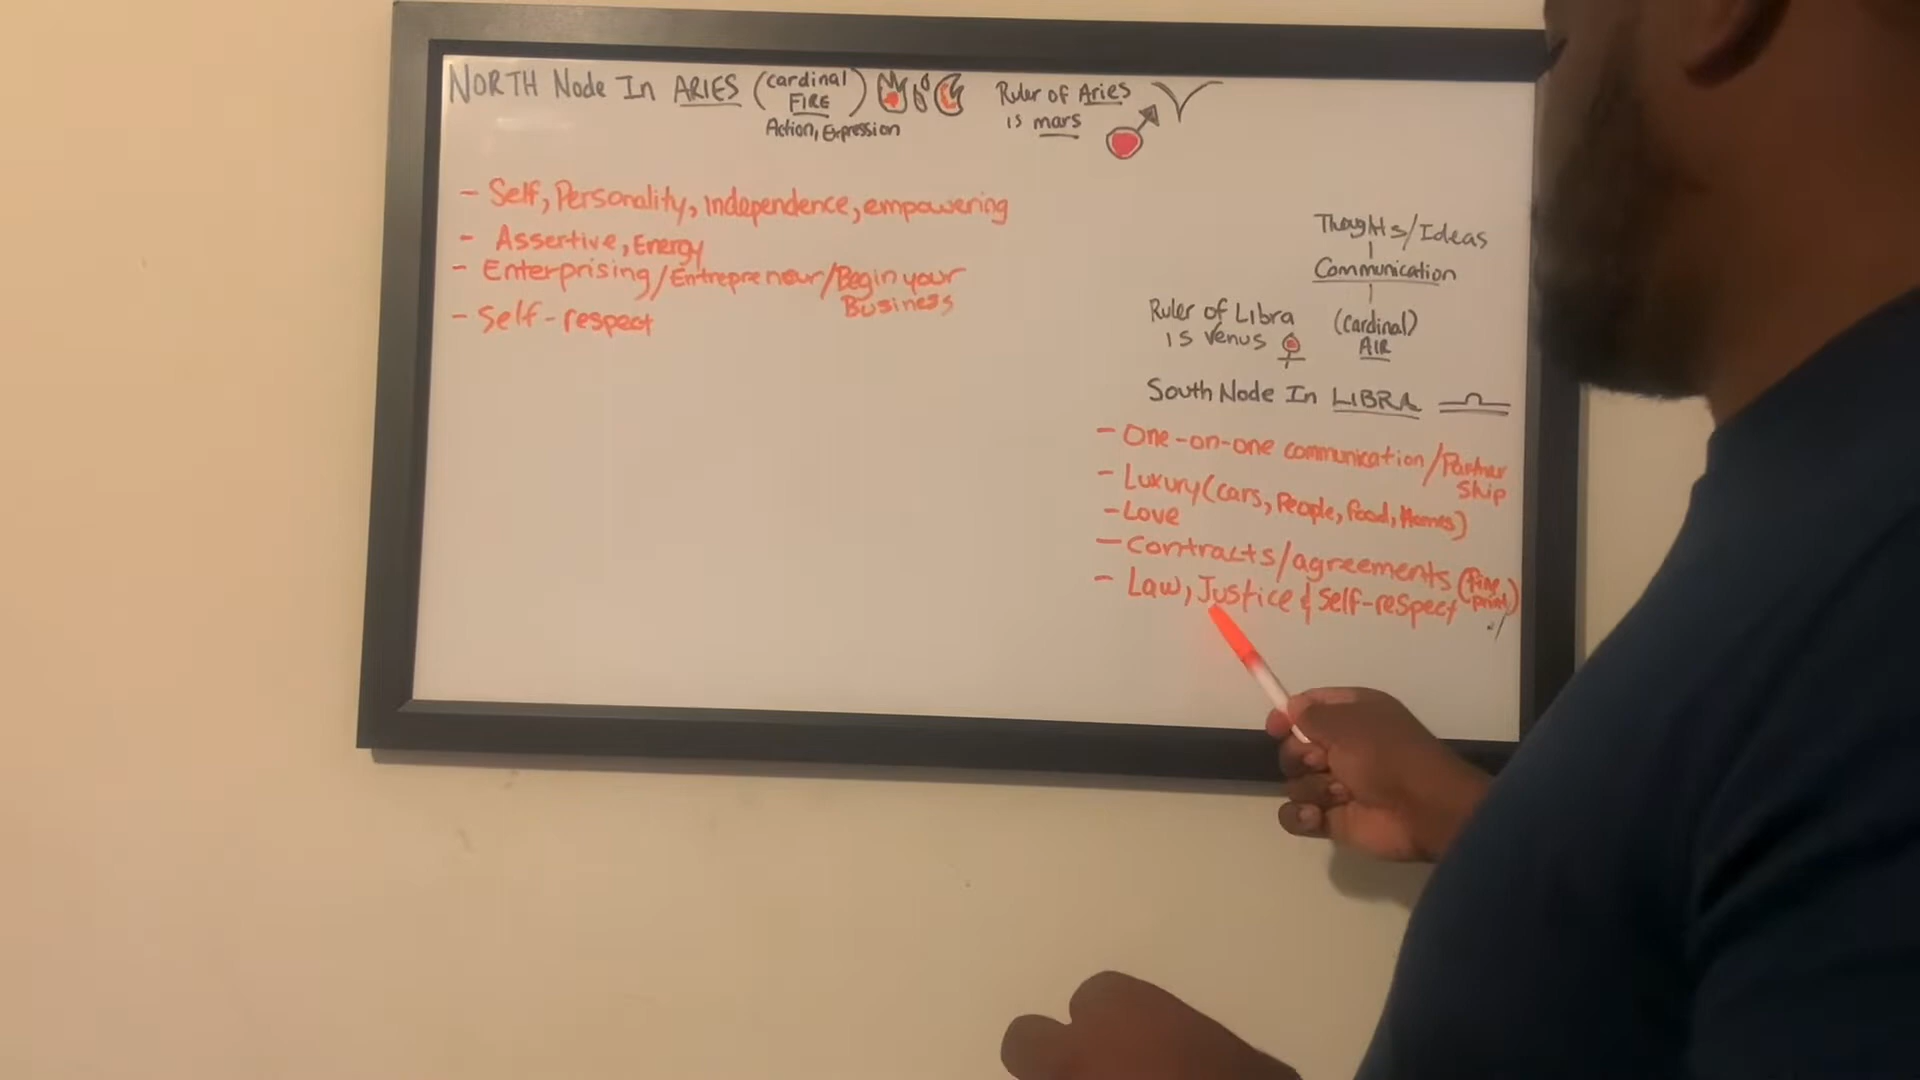 NORTH Node In ARIES (cardinal FIRE)
Action, Expression
Ruler of Aries
is mars
- Self, Personality, independence, empowering
- Assertive, Energy
- Enterprising/Entrepreneur/Begin your
Business
- Self-respect
Thoughts/Ideas
Communication
(cardinal)
AIR
Ruler of Libra
is Venus
South Node In LIBRA
- One-on-one communication/Partner
Ship
- Luxury(cars, People, food, Homes)
- Love
- Contracts/agreements (fine
print)
- Law, Justice & Self-respect